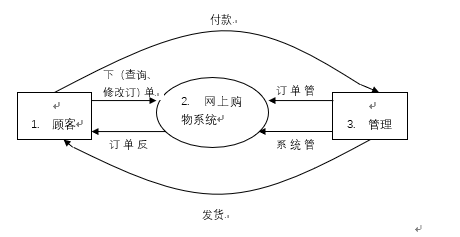 付款
下（查询、
修改订）单
订单管
1. 顾客
2. 网上购
物系统
3. 管理
订单反
系统管
发货